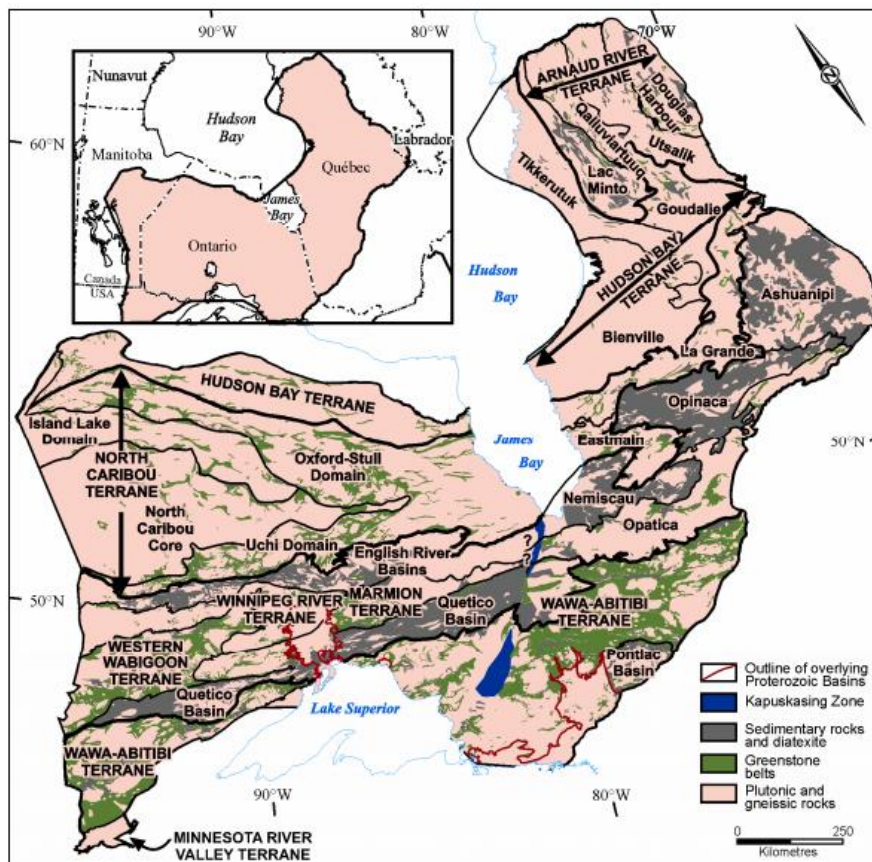 90°W
80°W
70°W
60°N
Nunavut
Hudson
Bay
Labrador
Manitoba
Québec
James
Bay
Ontario
Canada
USA
N
ARNAUD RIVER
TERRANE
Douglas
Harbour
Qalluviartuuq
Utsalik
Tikkerutuk
Lac
Minto
Goudalie
Hudson
Bay
HUDSON BAY
TERRANE
Ashuanipi
Bienville
La Grande
Opinaca
HUDSON BAY TERRANE
Island Lake
Domain
NORTH
CARIBOU
TERRANE
Oxford-Stull
Domain
James
Bay
Eastmain
50°N
Nemiscau
North
Caribou
Core
Opatica
Uchi Domain
English River
Basins
?
?
50°N
WINNIPEG RIVER
TERRANE
MARMION
TERRANE
Quetico
Basin
WAWA-ABITIBI
TERRANE
WESTERN
WABIGOON
TERRANE
Pontiac
Basin
Quetico
Basin
Lake Superior
WAWA-ABITIBI
TERRANE
90°W
80°W
MINNESOTA RIVER
VALLEY TERRANE
Outline of overlying
Proterozoic Basins
Kapuskasing Zone
Sedimentary rocks
and diatexite
Greenstone
belts
Plutonic and
gneissic rocks
0 250
Kilometres